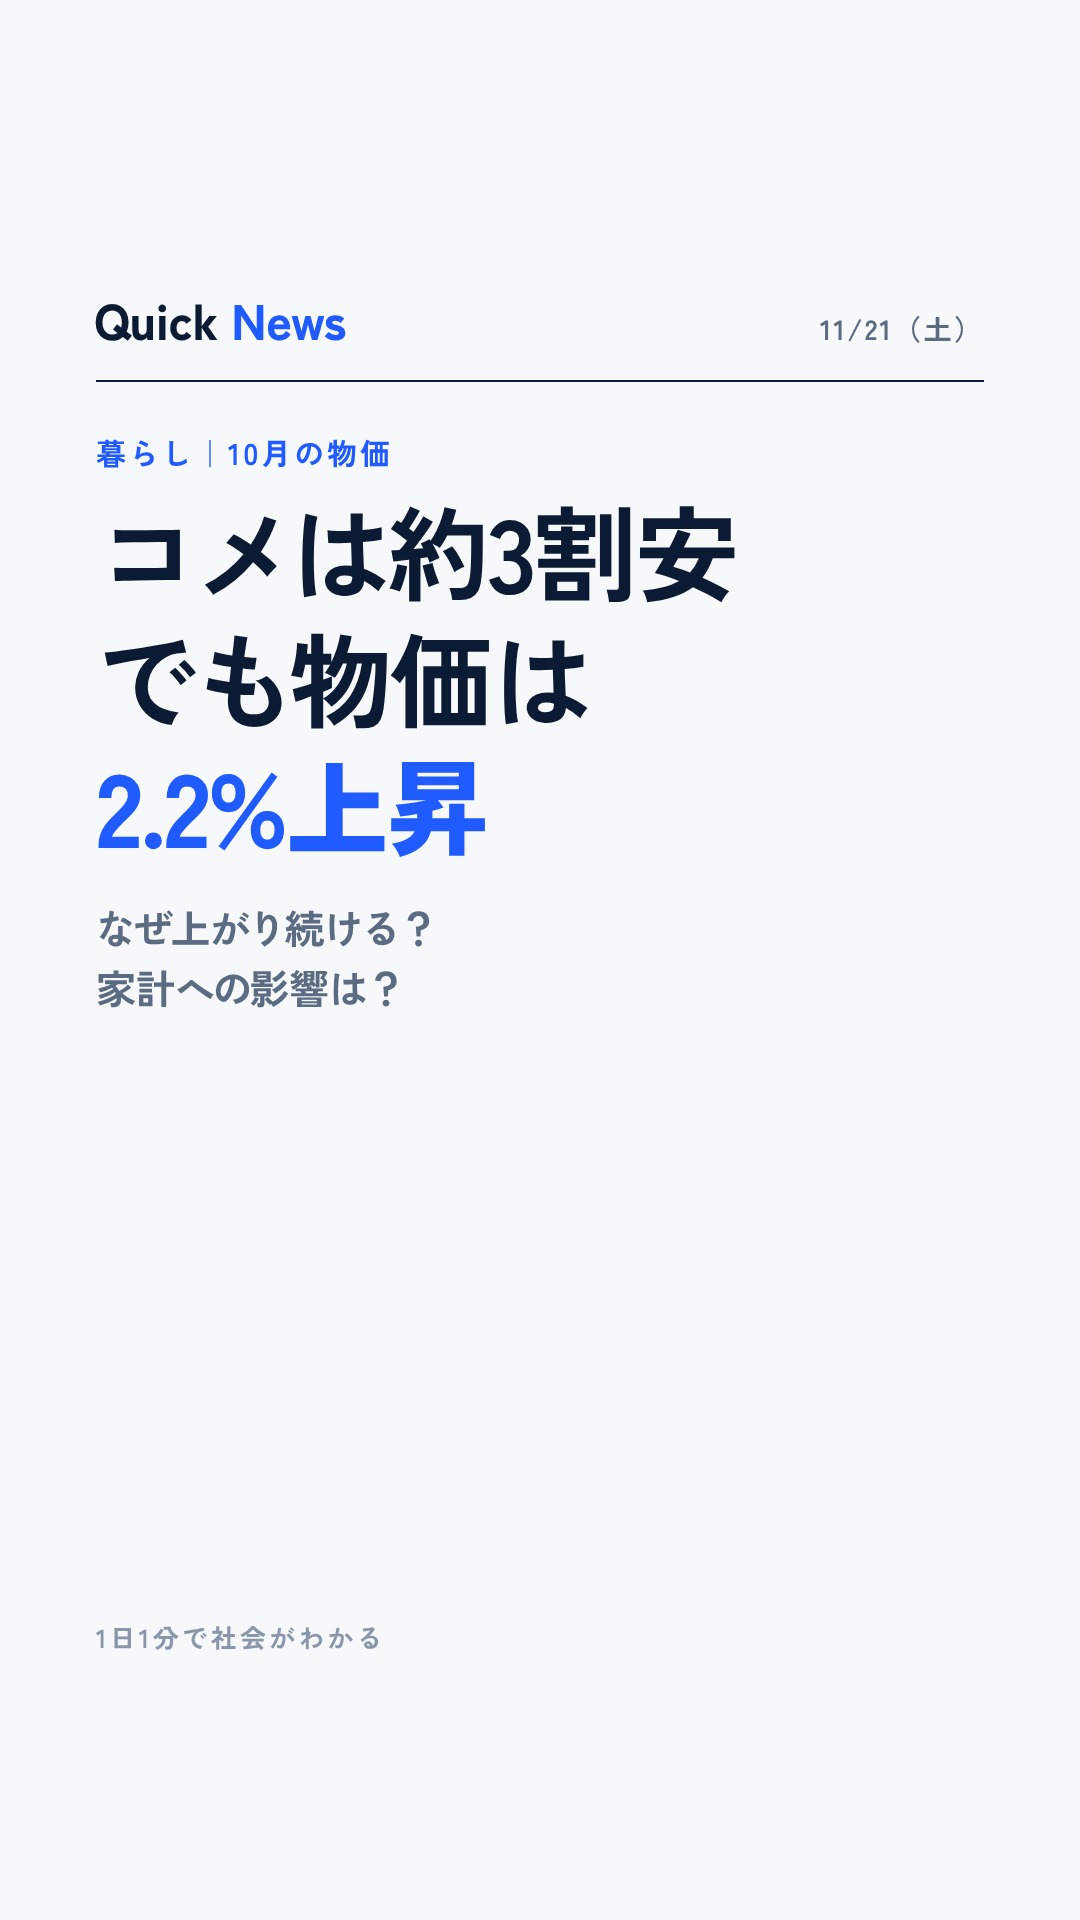 Quick News
11/21（土）
暮らし｜10月の物価
コメは約3割安
でも物価は
2.2%上昇
なぜ上がり続ける？
家計への影響は？
1日1分で社会がわかる